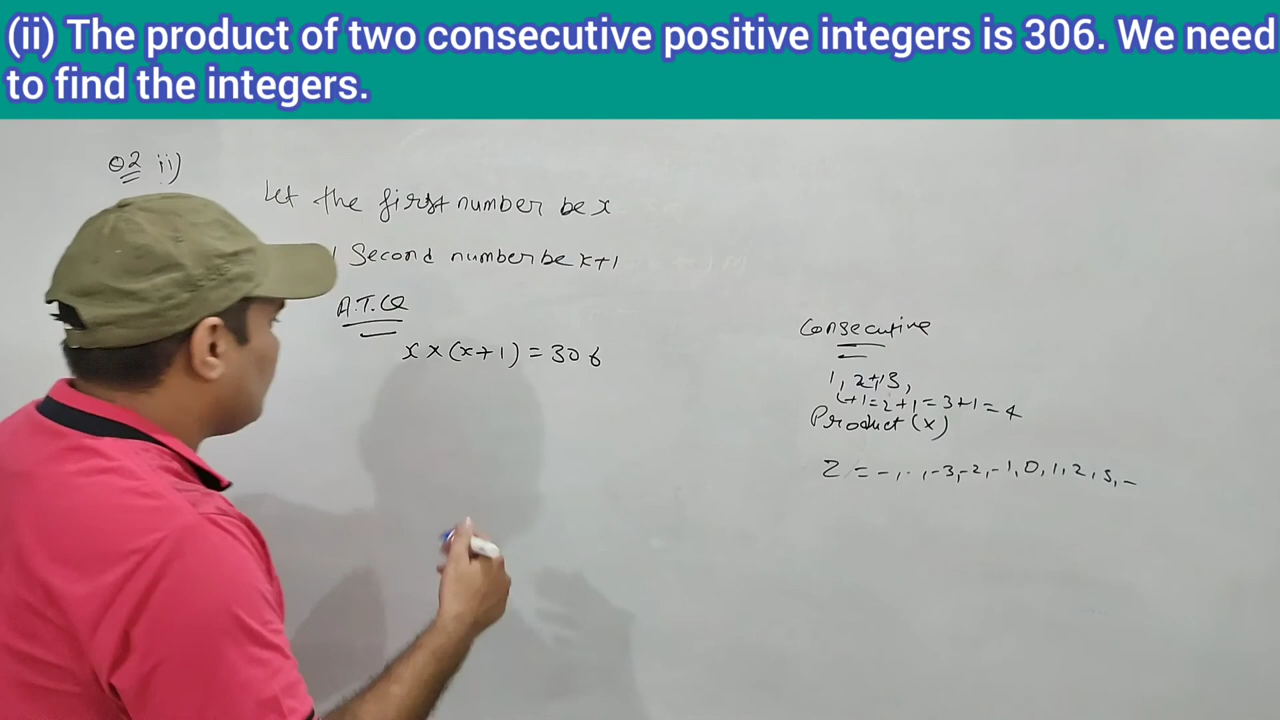 (ii) The product of two consecutive positive integers is 306. We need
to find the integers.
Q2 ii)
Let the first number be x
Second number be x+1
A.T.Q
x × (x+1) = 306
Consecutive
1, 2+1 3,
+1=2+1=3+1=4
Product (×)
Z = -, -, -3, -2, -1, 0, 1, 2, 3, -